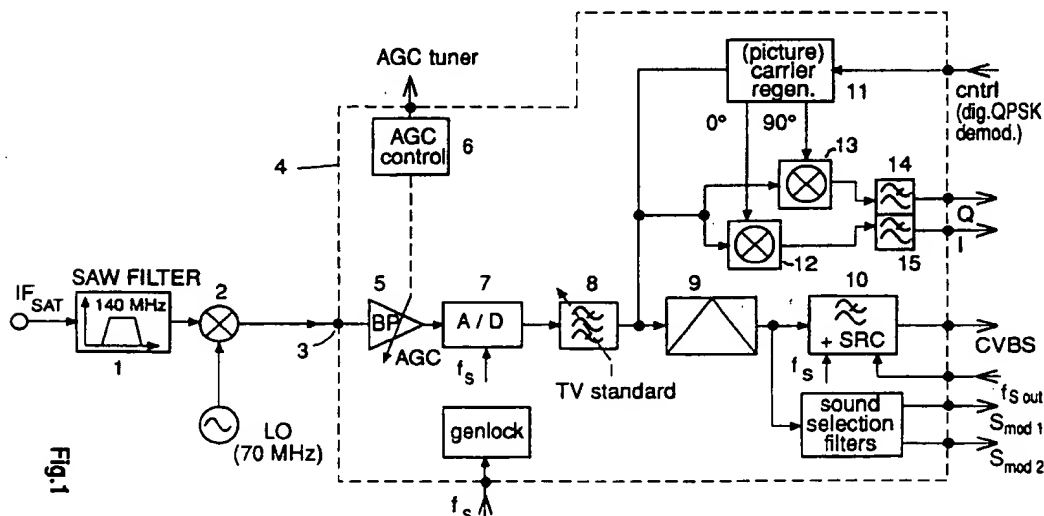 AGC tuner
AGC control
6
4
(picture) carrier regen.
11
cntrl
(dig.QPSK demod.)
0°
90°
13
12
14
15
Q
I
SAW FILTER
IF_SAT
140 MHz
1
2
LO
(70 MHz)
3
5
BP
AGC
7
A / D
f_s
8
TV standard
9
10
+ SRC
f_s
CVBS
f_S out
genlock
f_s
sound selection filters
S_mod 1
S_mod 2
Fig.1